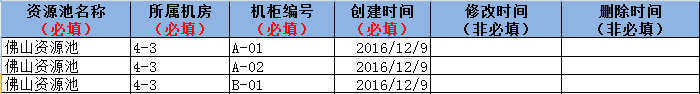 资源池名称 所属机房 机柜编号 创建时间 修改时间 删除时间
（必填） （必填） （必填） （必填） （非必填） （非必填）
佛山资源池 4-3 A-01 2016/12/9
佛山资源池 4-3 A-02 2016/12/9
佛山资源池 4-3 B-01 2016/12/9